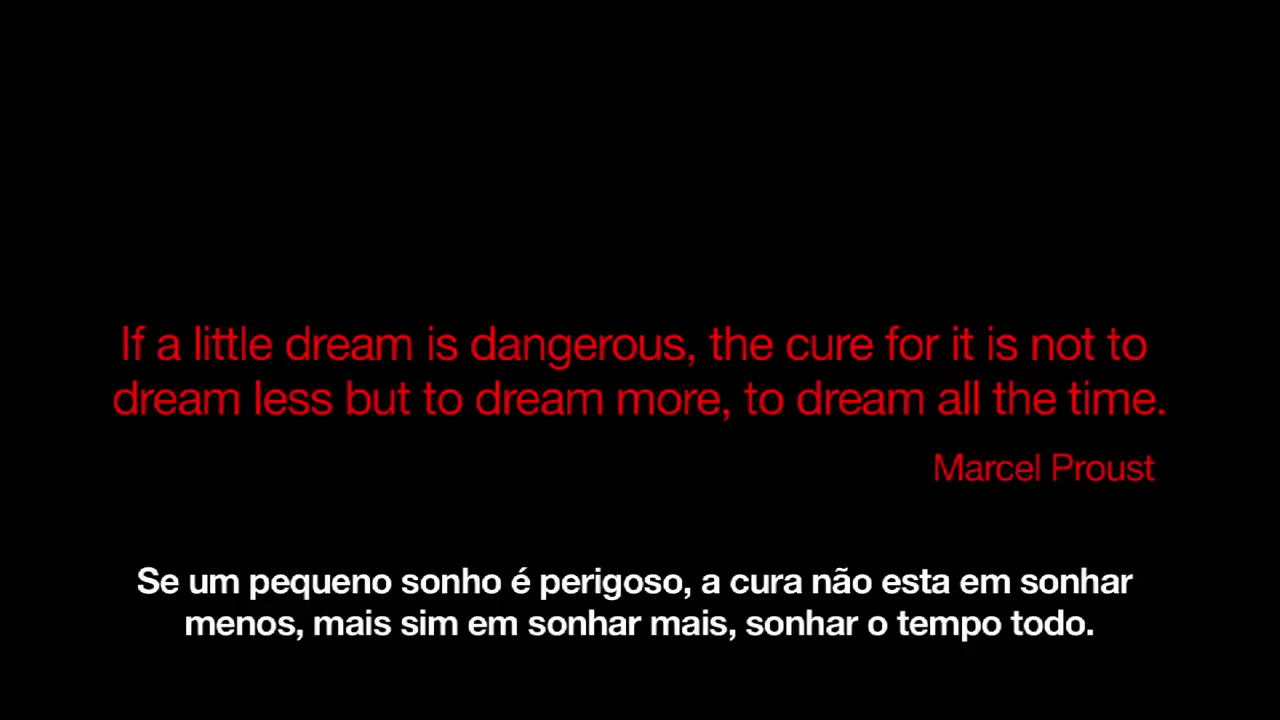 If a little dream is dangerous, the cure for it is not to
dream less but to dream more, to dream all the time.
Marcel Proust
Se um pequeno sonho é perigoso, a cura não esta em sonhar
menos, mais sim em sonhar mais, sonhar o tempo todo.